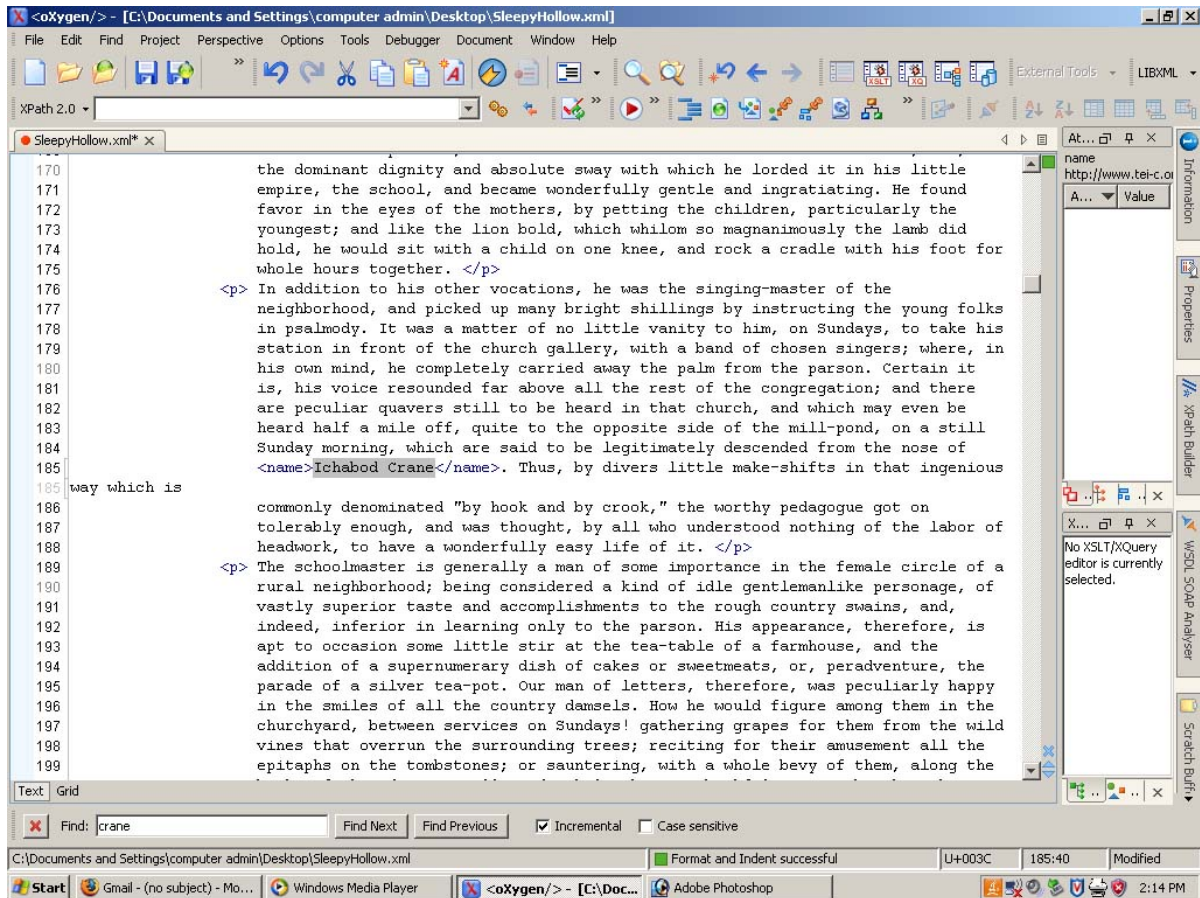 <oXygen/> - [C:\Documents and Settings\computer admin\Desktop\SleepyHollow.xml]
File Edit Find Project Perspective Options Tools Debugger Document Window Help
External Tools LIBXML
XPath 2.0
SleepyHollow.xml*
170 the dominant dignity and absolute sway with which he lorded it in his little
171 empire, the school, and became wonderfully gentle and ingratiating. He found
172 favor in the eyes of the mothers, by petting the children, particularly the
173 youngest; and like the lion bold, which whilom so magnanimously the lamb did
174 hold, he would sit with a child on one knee, and rock a cradle with his foot for
175 whole hours together. </p>
176 <p> In addition to his other vocations, he was the singing-master of the
177 neighborhood, and picked up many bright shillings by instructing the young folks
178 in psalmody. It was a matter of no little vanity to him, on Sundays, to take his
179 station in front of the church gallery, with a band of chosen singers; where, in
180 his own mind, he completely carried away the palm from the parson. Certain it
181 is, his voice resounded far above all the rest of the congregation; and there
182 are peculiar quavers still to be heard in that church, and which may even be
183 heard half a mile off, quite to the opposite side of the mill-pond, on a still
184 Sunday morning, which are said to be legitimately descended from the nose of
185 <name>Ichabod Crane</name>. Thus, by divers little make-shifts in that ingenious
185 way which is
186 commonly denominated "by hook and by crook," the worthy pedagogue got on
187 tolerably enough, and was thought, by all who understood nothing of the labor of
188 headwork, to have a wonderfully easy life of it. </p>
189 <p> The schoolmaster is generally a man of some importance in the female circle of a
190 rural neighborhood; being considered a kind of idle gentlemanlike personage, of
191 vastly superior taste and accomplishments to the rough country swains, and,
192 indeed, inferior in learning only to the parson. His appearance, therefore, is
193 apt to occasion some little stir at the tea-table of a farmhouse, and the
194 addition of a supernumerary dish of cakes or sweetmeats, or, peradventure, the
195 parade of a silver tea-pot. Our man of letters, therefore, was peculiarly happy
196 in the smiles of all the country damsels. How he would figure among them in the
197 churchyard, between services on Sundays! gathering grapes for them from the wild
198 vines that overrun the surrounding trees; reciting for their amusement all the
199 epitaphs on the tombstones; or sauntering, with a whole bevy of them, along the
Text Grid
At...
name
http://www.tei-c.o
A... Value
X...
No XSLT/XQuery
editor is currently
selected.
Information
Properties
XPath Builder
WSDL SOAP Analyser
Scratch Buff
Find: crane Find Next Find Previous Incremental Case sensitive
C:\Documents and Settings\computer admin\Desktop\SleepyHollow.xml Format and Indent successful U+003C 185:40 Modified
Start Gmail - (no subject) - Mo... Windows Media Player <oXygen/> - [C:\Doc... Adobe Photoshop 2:14 PM